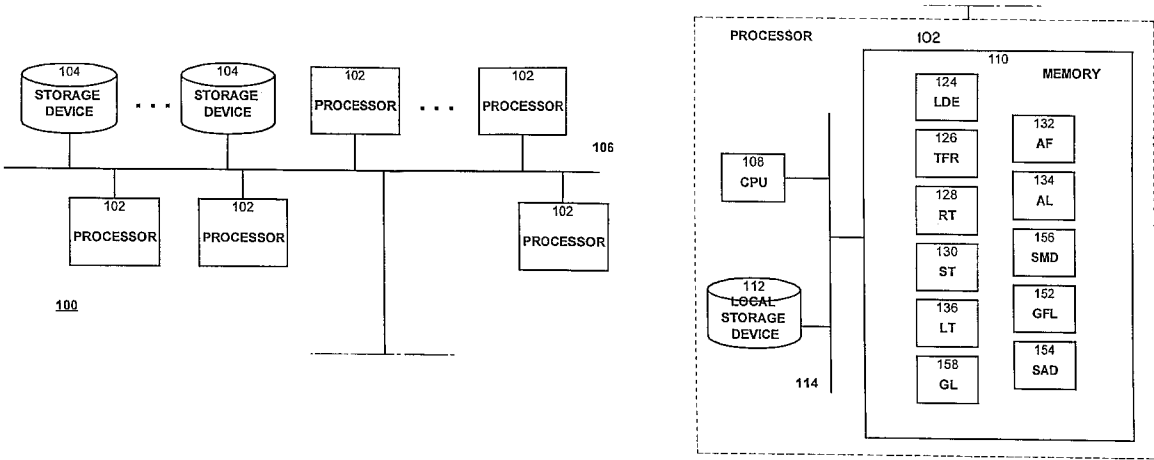 104
STORAGE
DEVICE
104
STORAGE
DEVICE
102
PROCESSOR
102
PROCESSOR
106
102
PROCESSOR
102
PROCESSOR
102
PROCESSOR
100
PROCESSOR
102
110
MEMORY
124
LDE
126
TFR
128
RT
130
ST
136
LT
158
GL
132
AF
134
AL
156
SMD
152
GFL
154
SAD
108
CPU
112
LOCAL
STORAGE
DEVICE
114